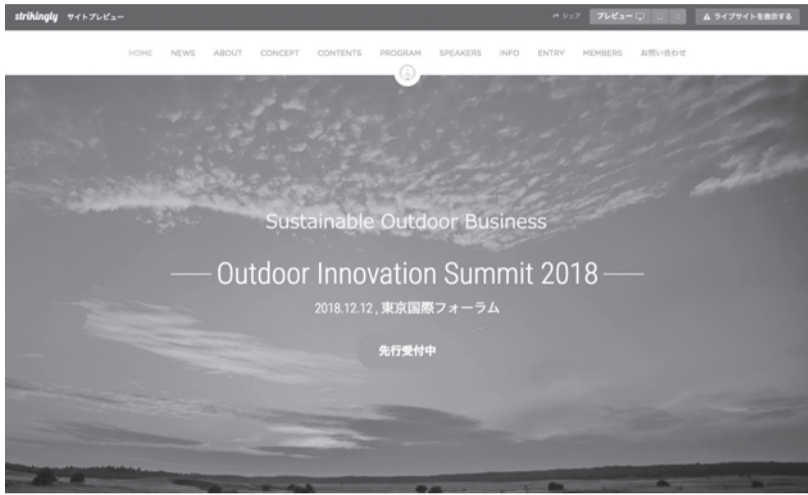 strikingly サイトプレビュー シェア プレビュー ライブサイトを表示する
HOME NEWS ABOUT CONCEPT CONTENTS PROGRAM SPEAKERS INFO ENTRY MEMBERS お問い合わせ
Sustainable Outdoor Business
Outdoor Innovation Summit 2018
2018.12.12 , 東京国際フォーラム
先行受付中